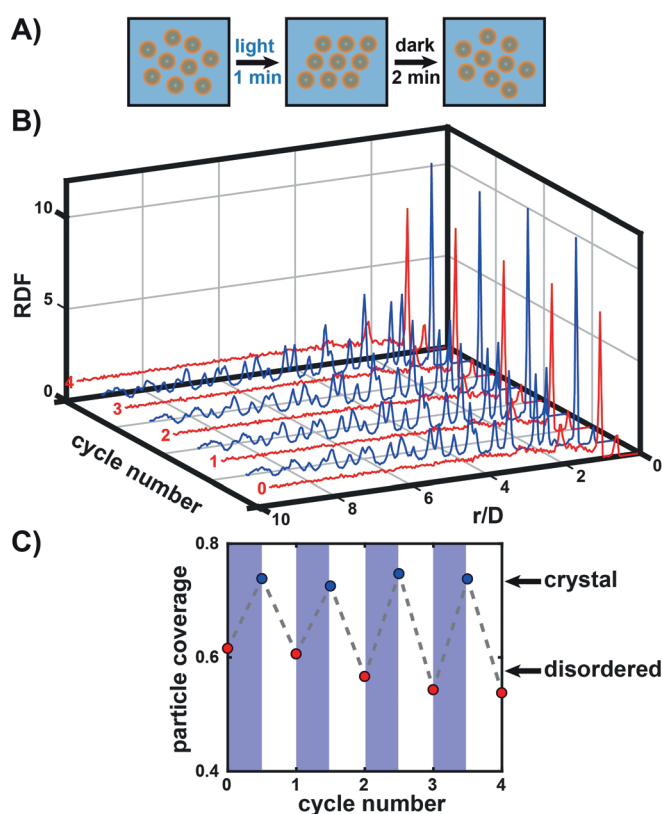 A)
light
1 min
dark
2 min
B)
10
5
0
RDF
4
3
2
1
0
cycle number
10
8
6
4
2
0
r/D
C)
0.8
0.6
0.4
particle coverage
crystal
disordered
0 1 2 3 4
cycle number